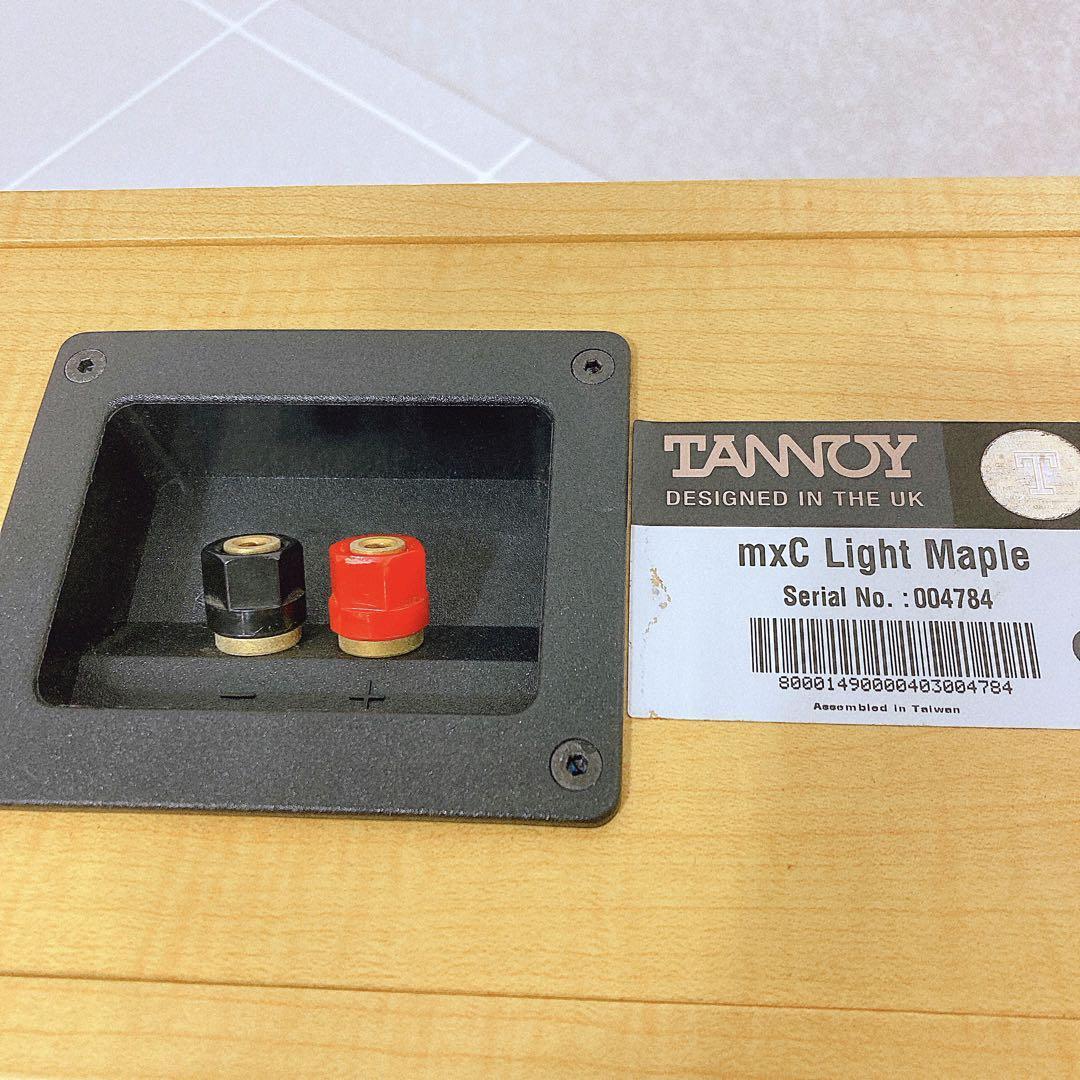 TANNOY
DESIGNED IN THE UK
T
mxC Light Maple
Serial No. : 004784
80001490000403004784
Assembled in Taiwan
- +